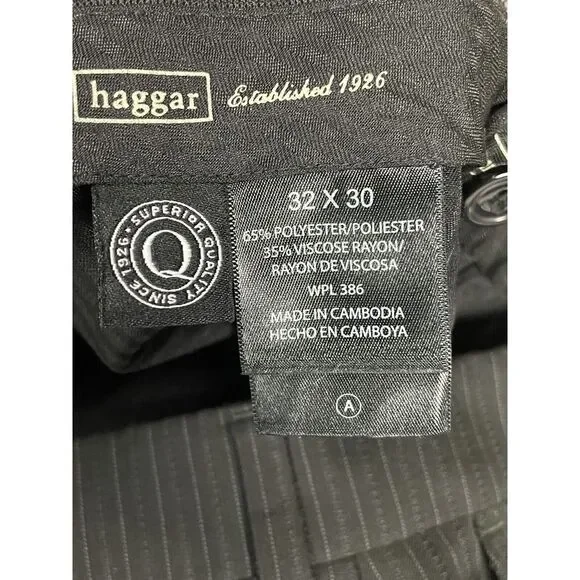 haggar Established 1926
SUPERIOR QUALITY SINCE 1926
Q
32 X 30
65% POLYESTER/POLIESTER
35% VISCOSE RAYON/
RAYON DE VISCOSA
WPL 386
MADE IN CAMBODIA
HECHO EN CAMBOYA
A